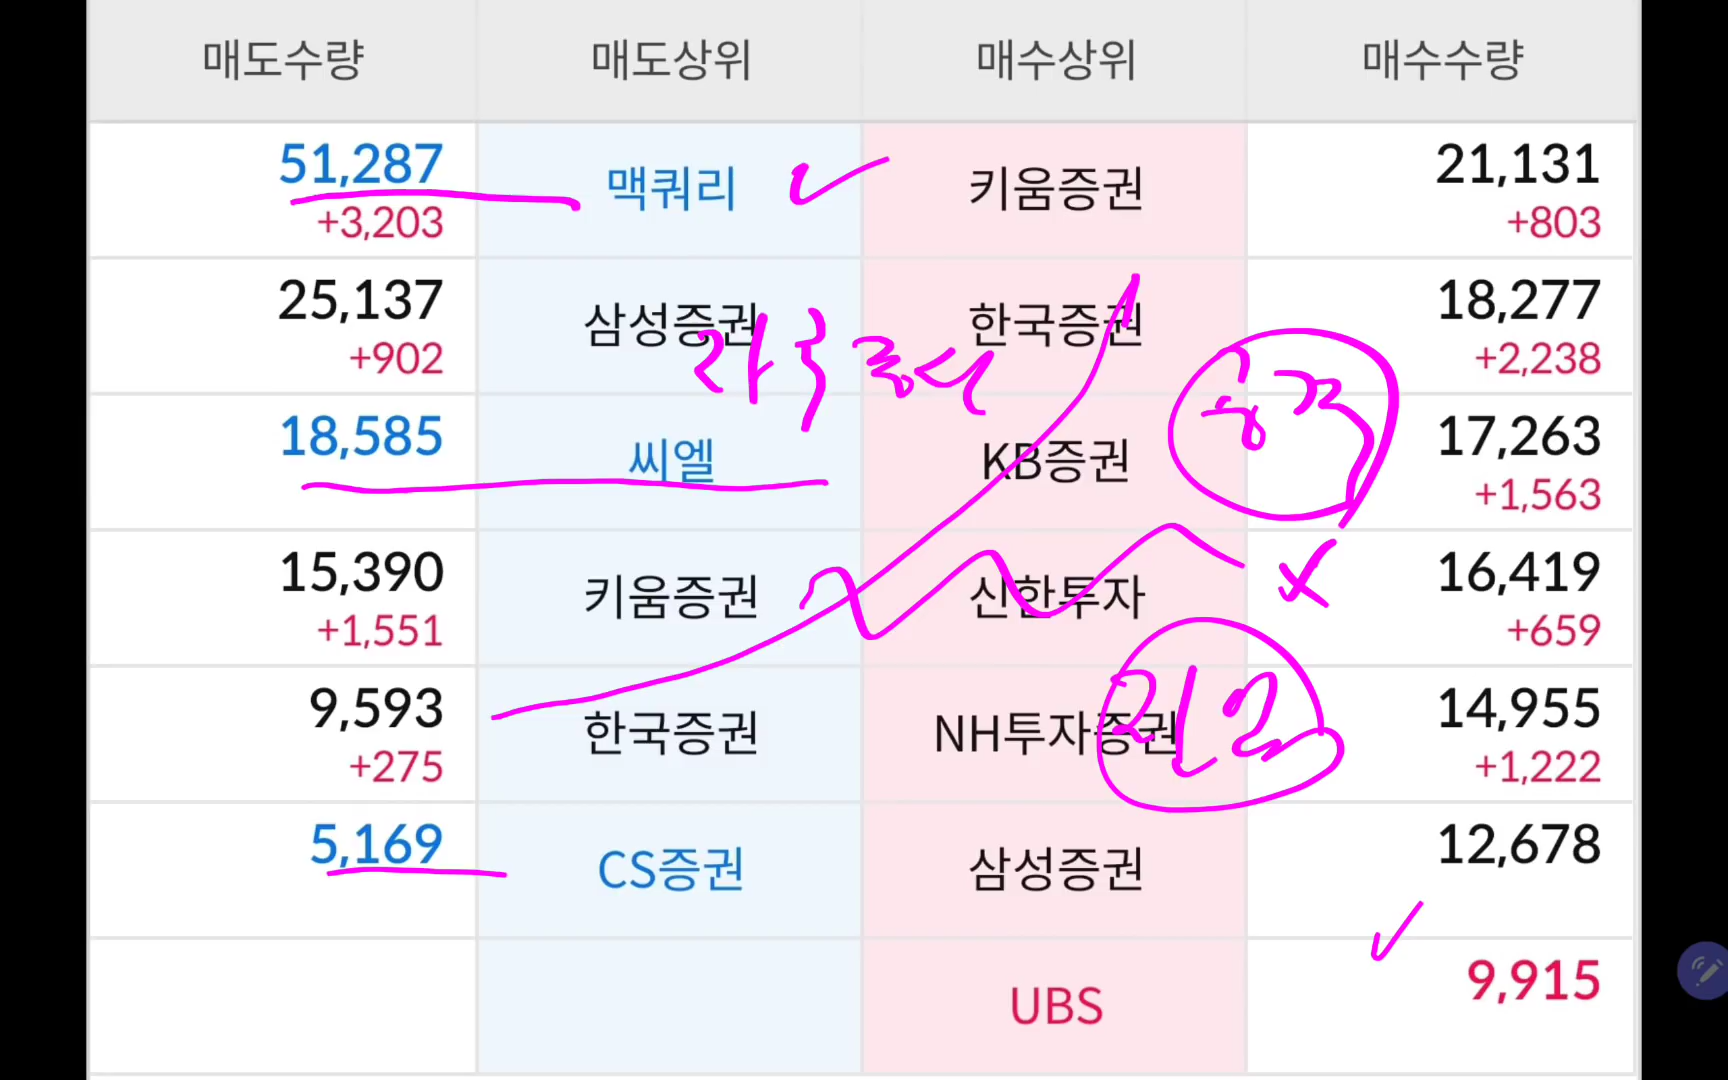 매도수량 매도상위 매수상위 매수수량
51,287 맥쿼리 키움증권 21,131
+3,203 +803
25,137 삼성증권 한국증권 18,277
+902 +2,238
18,585 씨엘 KB증권 17,263
+1,563
15,390 키움증권 신한투자 16,419
+1,551 +659
9,593 한국증권 NH투자증권 14,955
+275 +1,222
5,169 CS증권 삼성증권 12,678
UBS 9,915